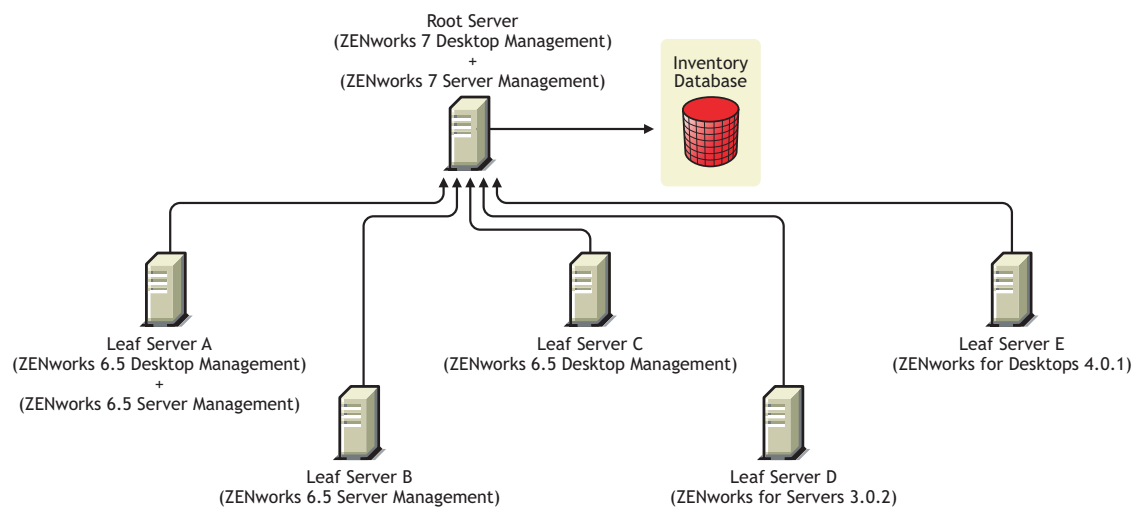 Root Server
(ZENworks 7 Desktop Management)
+
(ZENworks 7 Server Management)
Inventory
Database
Leaf Server A
(ZENworks 6.5 Desktop Management)
+
(ZENworks 6.5 Server Management)
Leaf Server B
(ZENworks 6.5 Server Management)
Leaf Server C
(ZENworks 6.5 Desktop Management)
Leaf Server D
(ZENworks for Servers 3.0.2)
Leaf Server E
(ZENworks for Desktops 4.0.1)